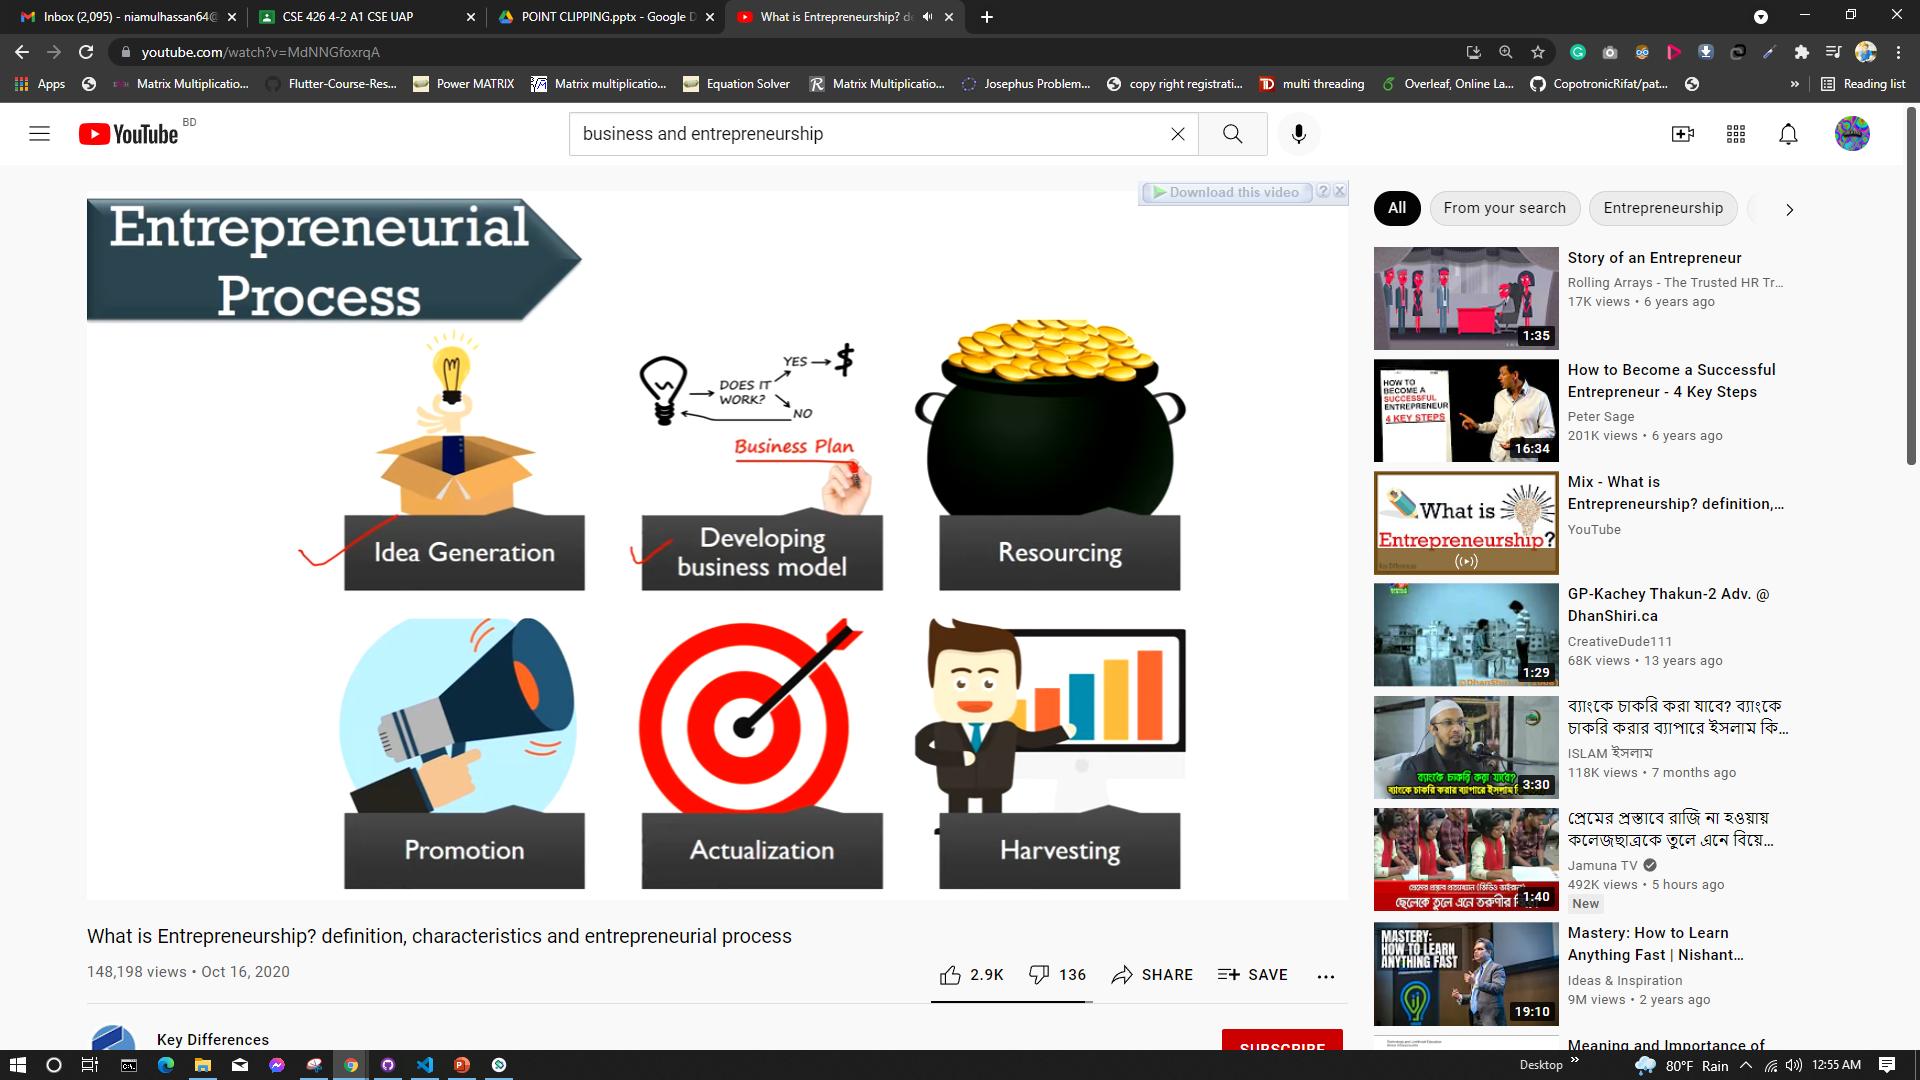 Inbox (2,095) - niamulhassan64@
CSE 426 4-2 A1 CSE UAP
POINT CLIPPING.pptx - Google D
What is Entrepreneurship? de
youtube.com/watch?v=MdNNGfoxrqA
Apps
Matrix Multiplicatio...
Flutter-Course-Res...
Power MATRIX
Matrix multiplicatio...
Equation Solver
Matrix Multiplicatio...
Josephus Problem...
copy right registrati...
multi threading
Overleaf, Online La...
CopotronicRifat/pat...
»
Reading list
YouTube BD
business and entrepreneurship
Download this video ? X
Entrepreneurial
Process
DOES IT
WORK?
YES
$
NO
Business Plan
Idea Generation
Developing
business model
Resourcing
Promotion
Actualization
Harvesting
What is Entrepreneurship? definition, characteristics and entrepreneurial process
148,198 views • Oct 16, 2020
2.9K
136
SHARE
SAVE
Key Differences
SUBSCRIBE
All
From your search
Entrepreneurship
1:35
Story of an Entrepreneur
Rolling Arrays - The Trusted HR Tr...
17K views • 6 years ago
HOW TO
BECOME A
SUCCESSFUL
ENTREPRENEUR
4 KEY STEPS
16:34
How to Become a Successful
Entrepreneur - 4 Key Steps
Peter Sage
201K views • 6 years ago
What is
Entrepreneurship?
Mix - What is
Entrepreneurship? definition,...
YouTube
1:29
GP-Kachey Thakun-2 Adv. @
DhanShiri.ca
CreativeDude111
68K views • 13 years ago
ব্যাংকে চাকরি করা যাবে?
3:30
ব্যাংকে চাকরি করা যাবে? ব্যাংকে
চাকরি করার ব্যাপারে ইসলাম কি...
ISLAM ইসলাম
118K views • 7 months ago
1:40
প্রেমের প্রস্তাবে রাজি না হওয়ায়
কলেজছাত্রকে তুলে এনে বিয়ে...
Jamuna TV
492K views • 5 hours ago
New
MASTERY:
HOW TO LEARN
ANYTHING FAST
19:10
Mastery: How to Learn
Anything Fast | Nishant...
Ideas & Inspiration
9M views • 2 years ago
Meaning and Importance of
Desktop »
80°F Rain
12:55 AM